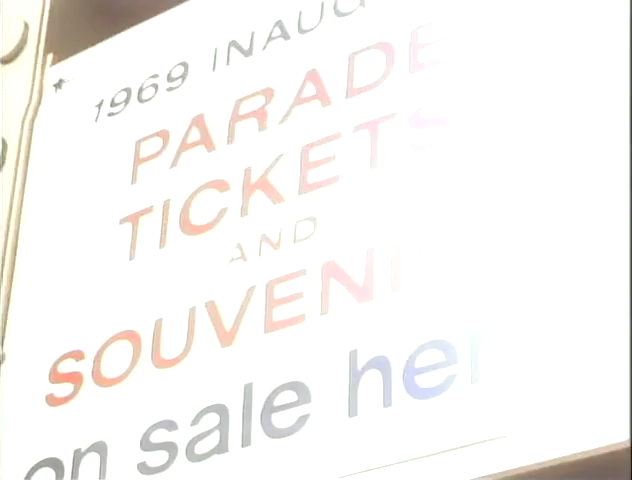 1969 INAUG
PARADE
TICKETS
AND
SOUVENI
on sale her